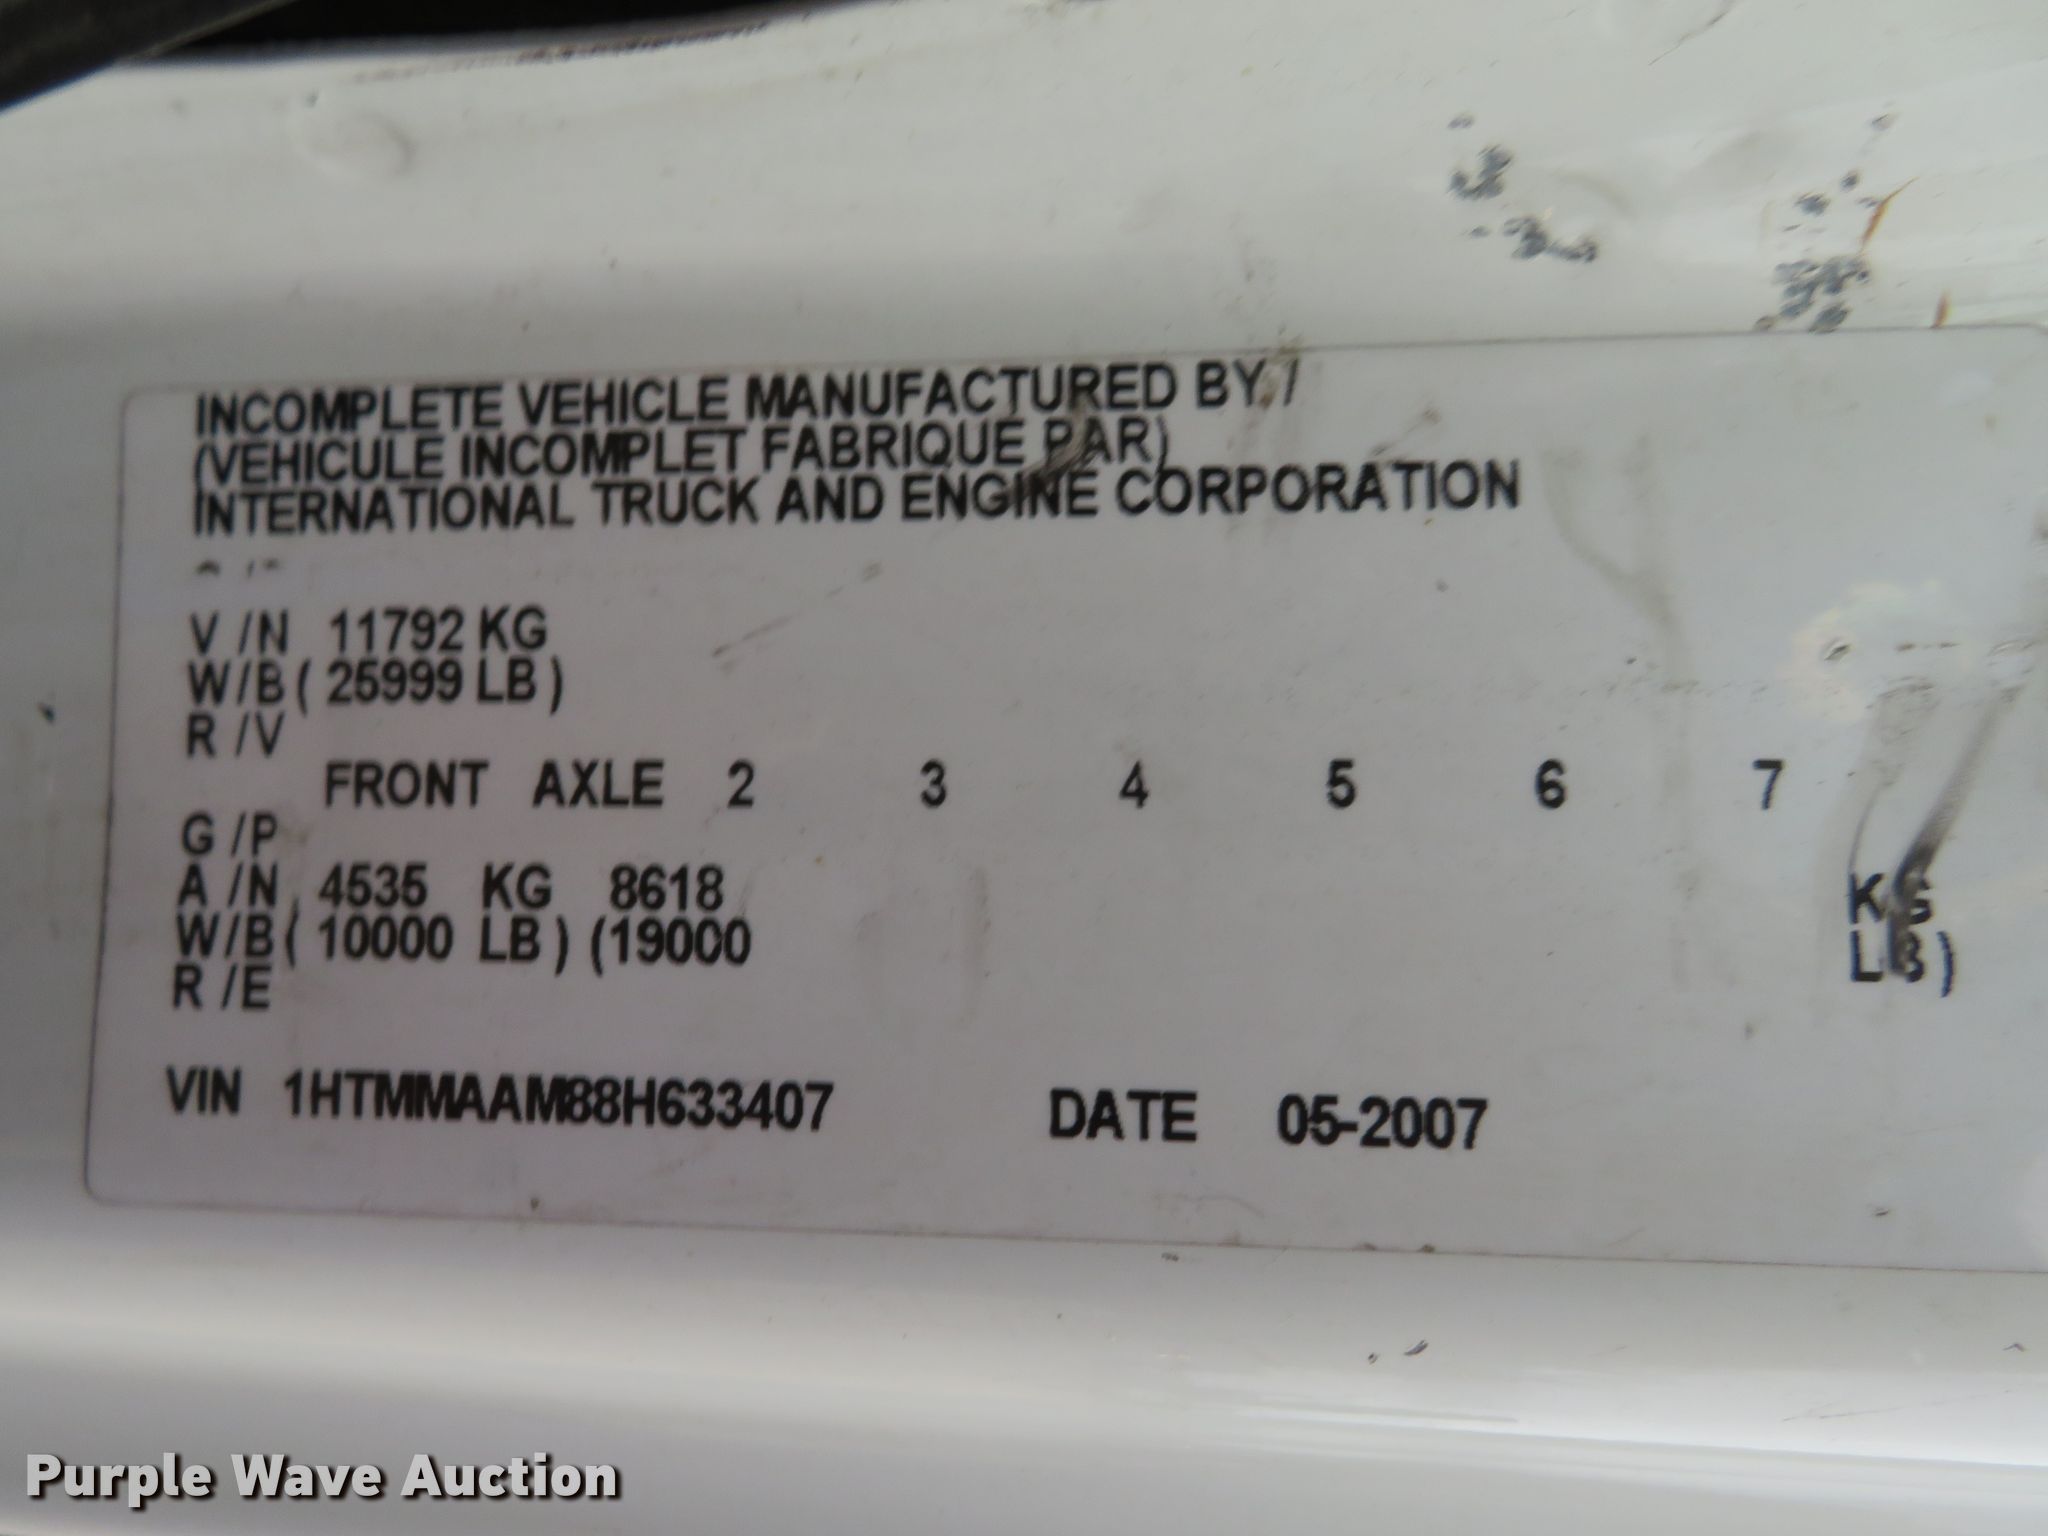 INCOMPLETE VEHICLE MANUFACTURED BY /
(VEHICULE INCOMPLET FABRIQUE PAR)
INTERNATIONAL TRUCK AND ENGINE CORPORATION
V /N 11792 KG
W/B ( 25999 LB )
R /V
FRONT AXLE 2 3 4 5 6 7
G /P
A /N 4535 KG 8618 KG
W/B ( 10000 LB ) (19000 LB )
R /E
VIN 1HTMMAAM88H633407 DATE 05-2007
Purple Wave Auction